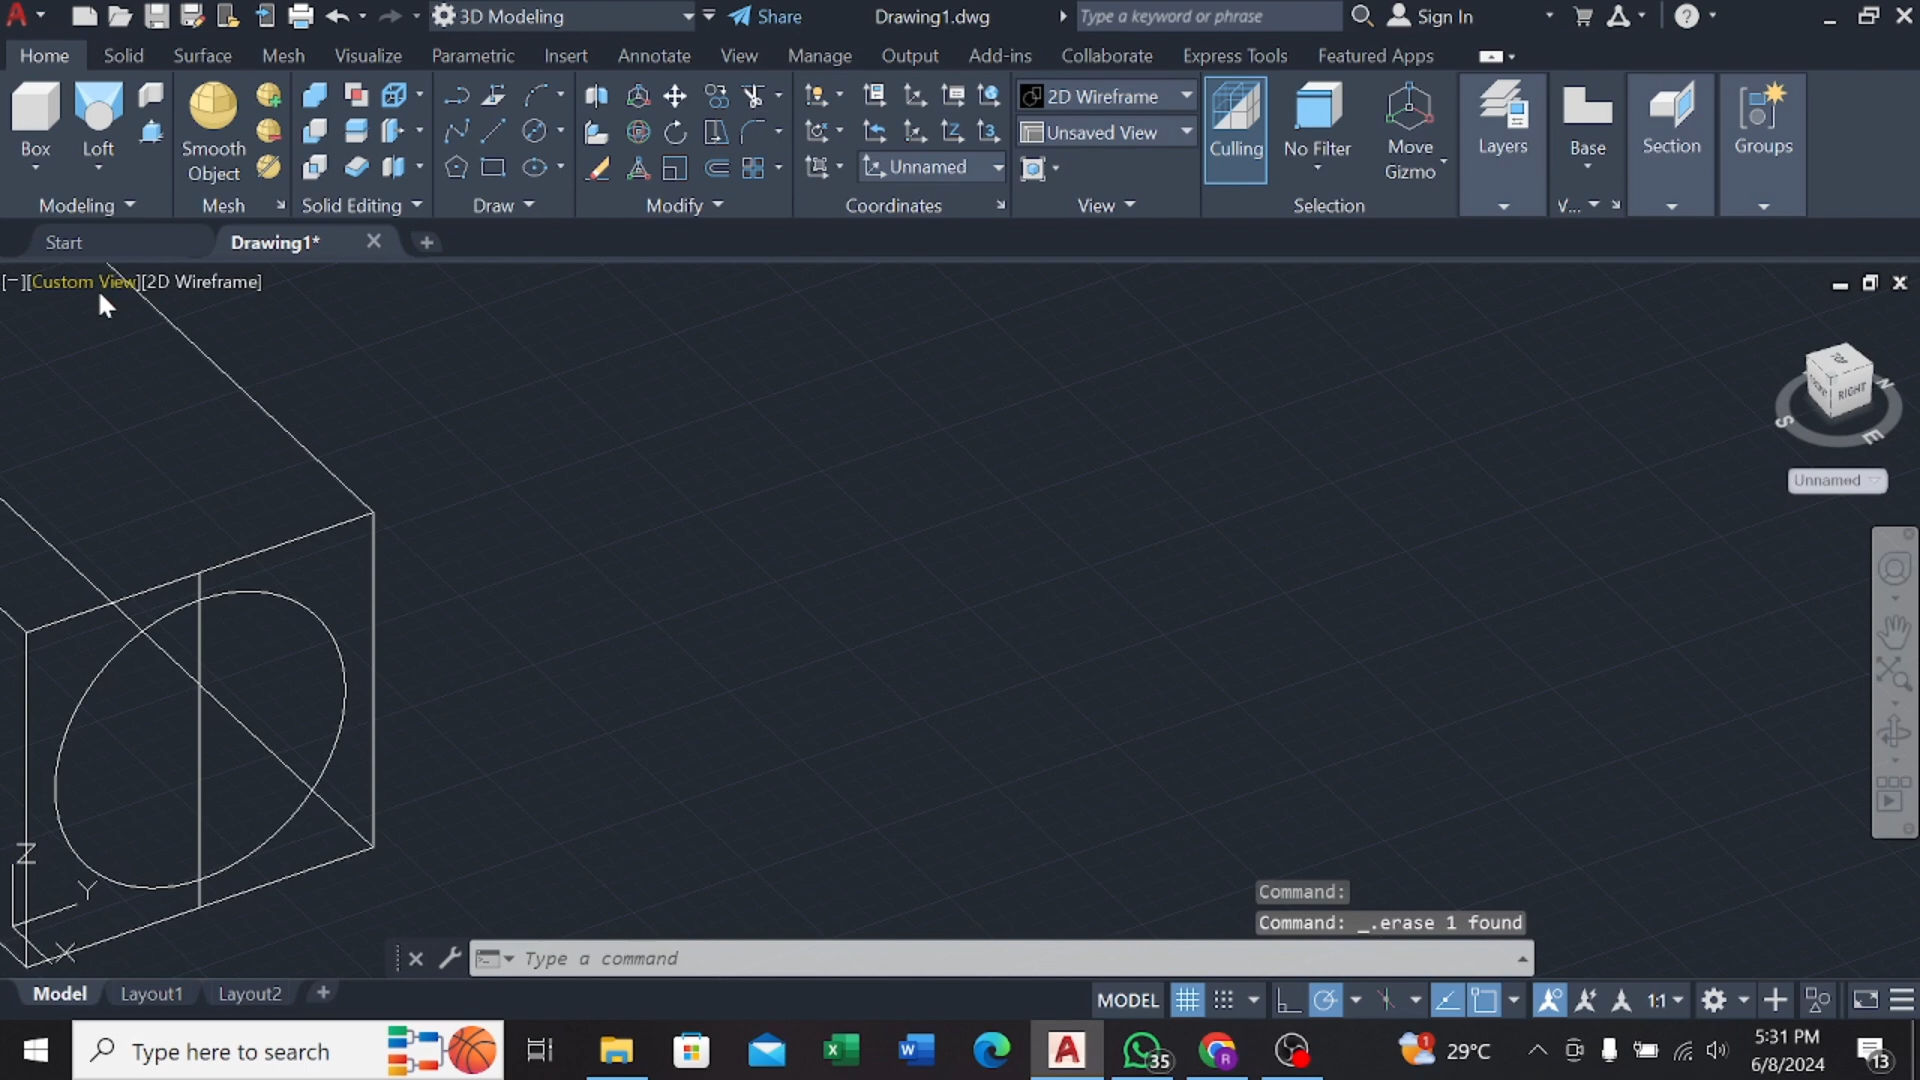 3D Modeling Share Drawing1.dwg Type a keyword or phrase Sign In
Home Solid Surface Mesh Visualize Parametric Insert Annotate View Manage Output Add-ins Collaborate Express Tools Featured Apps
Box Loft Smooth Object
2D Wireframe
Unsaved View
Unnamed
Culling No Filter Move Gizmo Layers Base Section Groups
Modeling Mesh Solid Editing Draw Modify Coordinates View Selection V...
Start Drawing1*
[−][Custom View][2D Wireframe]
TOP
RIGHT
N
S
E
Unnamed
Z
Y
X
Command:
Command: _.erase 1 found
Type a command
Model Layout1 Layout2 MODEL 1:1
Type here to search
35
29°C
5:31 PM
6/8/2024
13